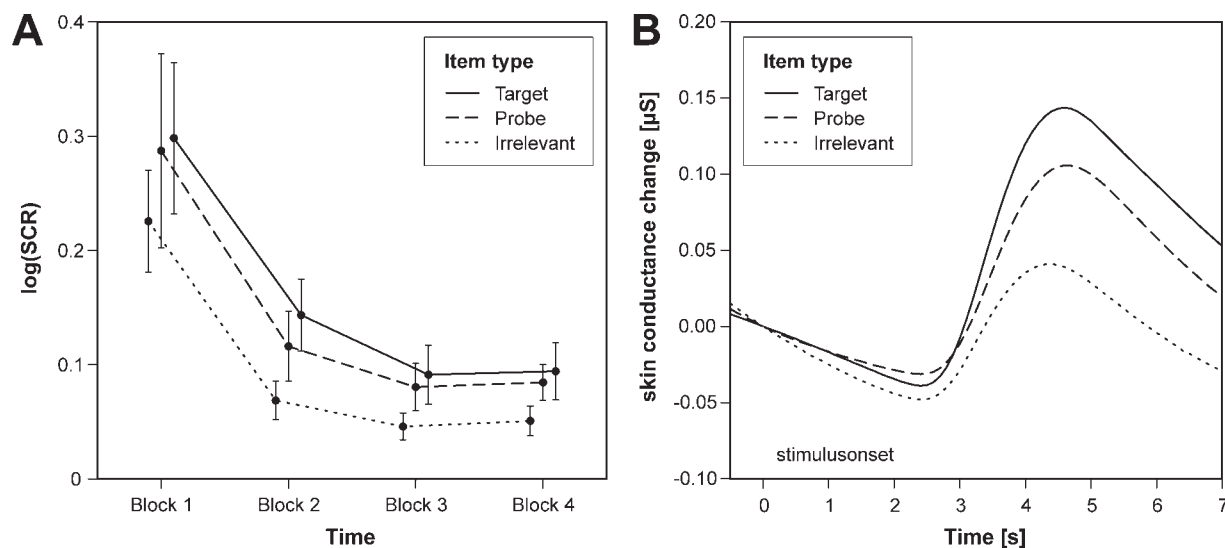 A
0.4
0.3
0.2
0.1
0
log(SCR)
Item type
Target
Probe
Irrelevant
Block 1
Block 2
Block 3
Block 4
Time
B
0.20
0.15
0.10
0.05
0.00
-0.05
-0.10
skin conductance change [µS]
Item type
Target
Probe
Irrelevant
stimulusonset
0
1
2
3
4
5
6
7
Time [s]